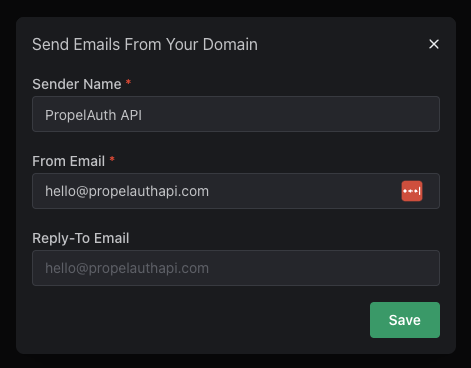 Send Emails From Your Domain
Sender Name *
PropelAuth API
From Email *
hello@propelauthapi.com
Reply-To Email
hello@propelauthapi.com
Save